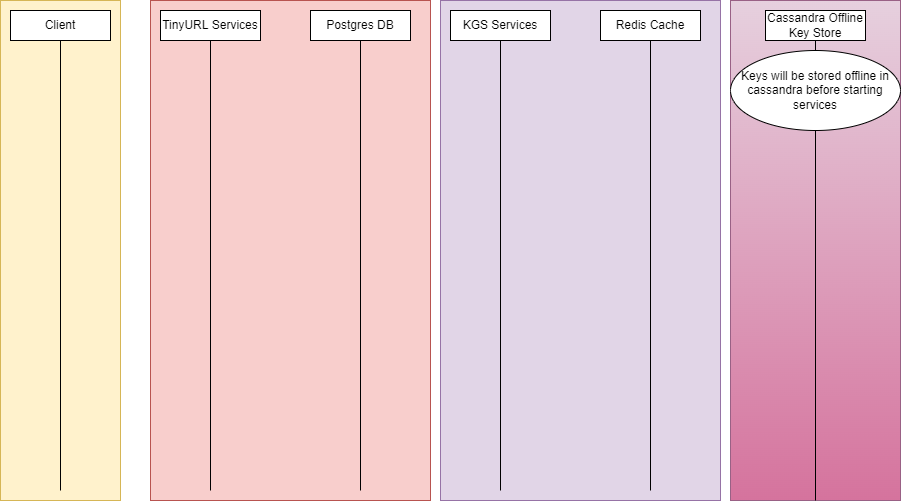 Client
TinyURL Services
Postgres DB
KGS Services
Redis Cache
Cassandra Offline
Key Store
Keys will be stored offline in
cassandra before starting
services